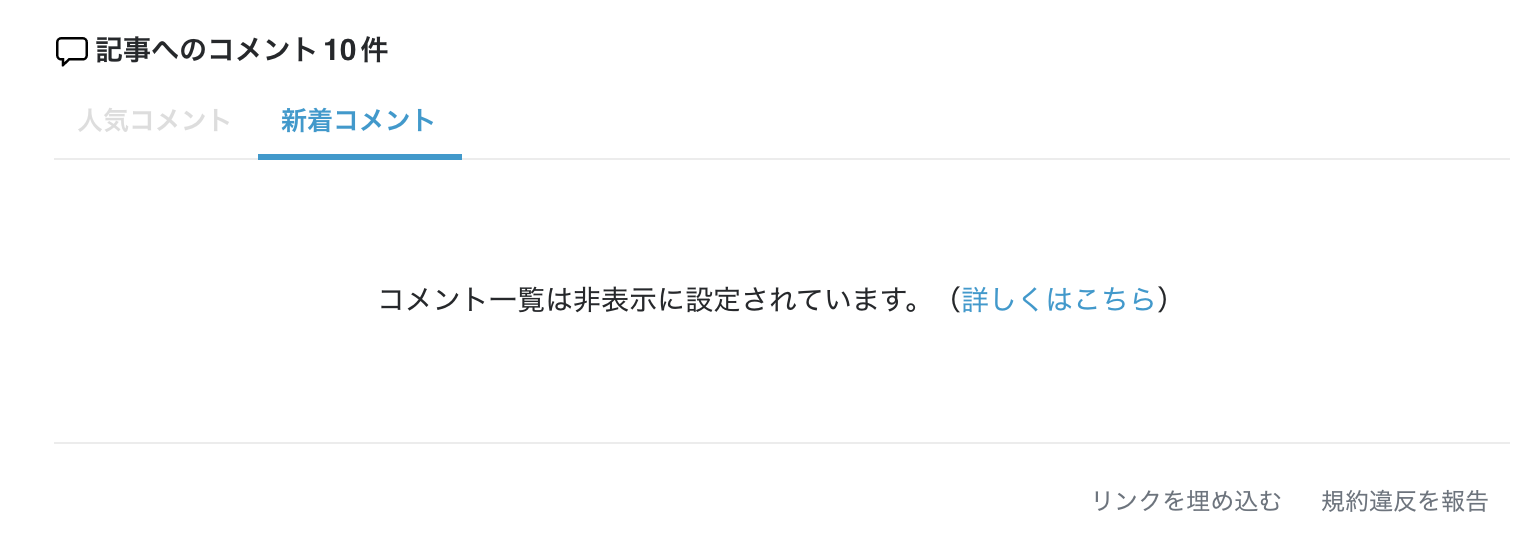 記事へのコメント10件
人気コメント 新着コメント
コメント一覧は非表示に設定されています。（詳しくはこちら）
リンクを埋め込む 規約違反を報告